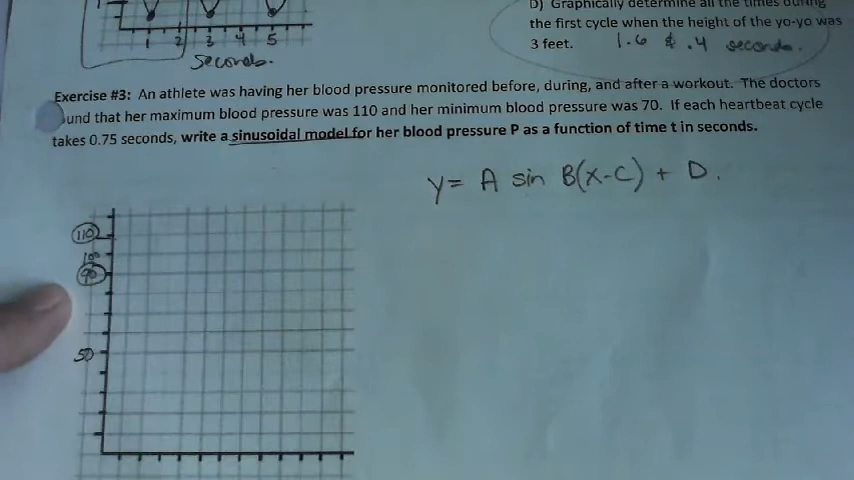 D) Graphically determine all the times during
the first cycle when the height of the yo-yo was
3 feet. 1.6 & .4 seconds.
1 2 3 4 5
Seconds.
Exercise #3: An athlete was having her blood pressure monitored before, during, and after a workout. The doctors
ound that her maximum blood pressure was 110 and her minimum blood pressure was 70. If each heartbeat cycle
takes 0.75 seconds, write a sinusoidal model for her blood pressure P as a function of time t in seconds.
y = A sin B(x-C) + D.
110
100
90
50